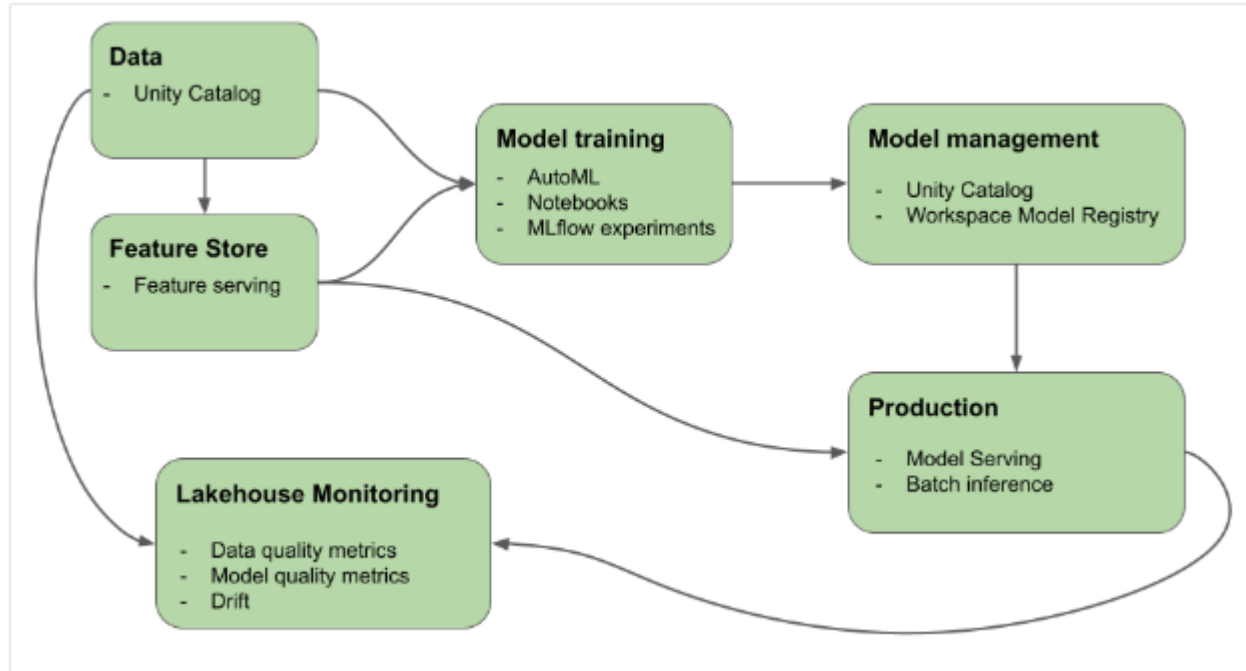 Data
- Unity Catalog
Feature Store
- Feature serving
Model training
- AutoML
- Notebooks
- MLflow experiments
Model management
- Unity Catalog
- Workspace Model Registry
Production
- Model Serving
- Batch inference
Lakehouse Monitoring
- Data quality metrics
- Model quality metrics
- Drift